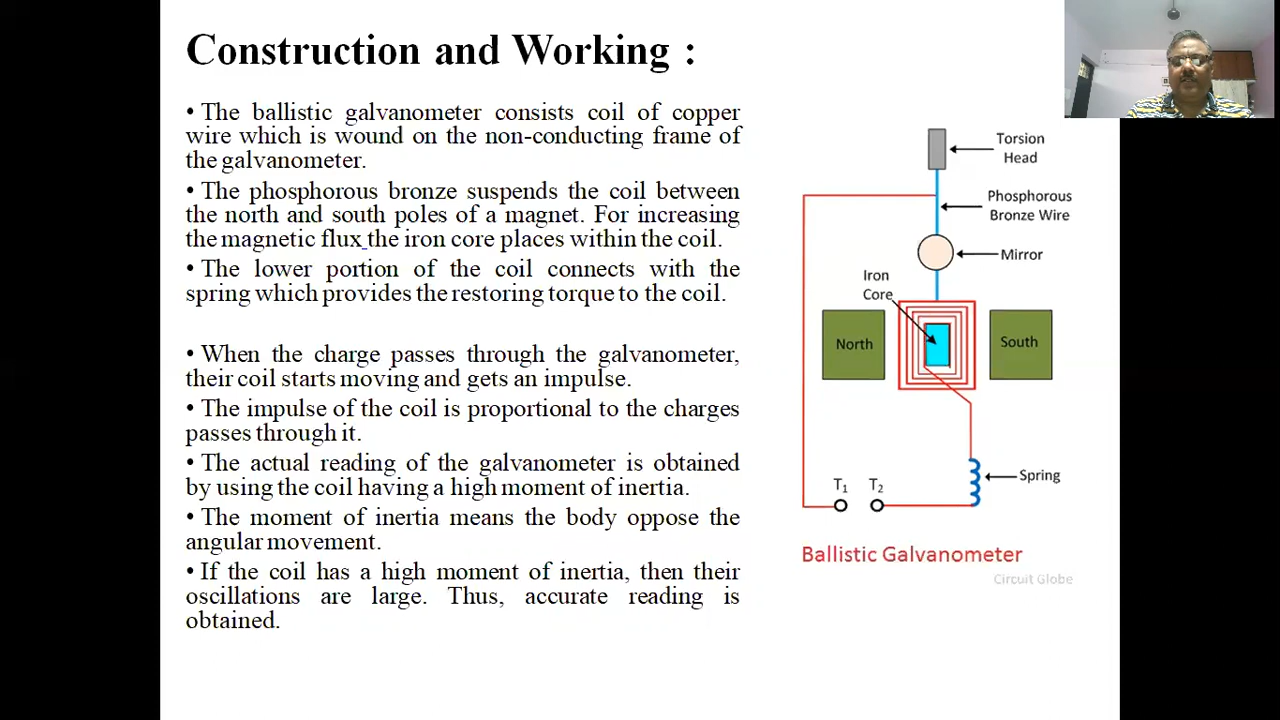 Construction and Working :
• The ballistic galvanometer consists coil of copper
wire which is wound on the non-conducting frame of
the galvanometer.
• The phosphorous bronze suspends the coil between
the north and south poles of a magnet. For increasing
the magnetic flux the iron core places within the coil.
• The lower portion of the coil connects with the
spring which provides the restoring torque to the coil.
• When the charge passes through the galvanometer,
their coil starts moving and gets an impulse.
• The impulse of the coil is proportional to the charges
passes through it.
• The actual reading of the galvanometer is obtained
by using the coil having a high moment of inertia.
• The moment of inertia means the body oppose the
angular movement.
• If the coil has a high moment of inertia, then their
oscillations are large. Thus, accurate reading is
obtained.
Torsion
Head
Phosphorous
Bronze Wire
Mirror
Iron
Core
North
South
Spring
T1 T2
Ballistic Galvanometer
Circuit Globe